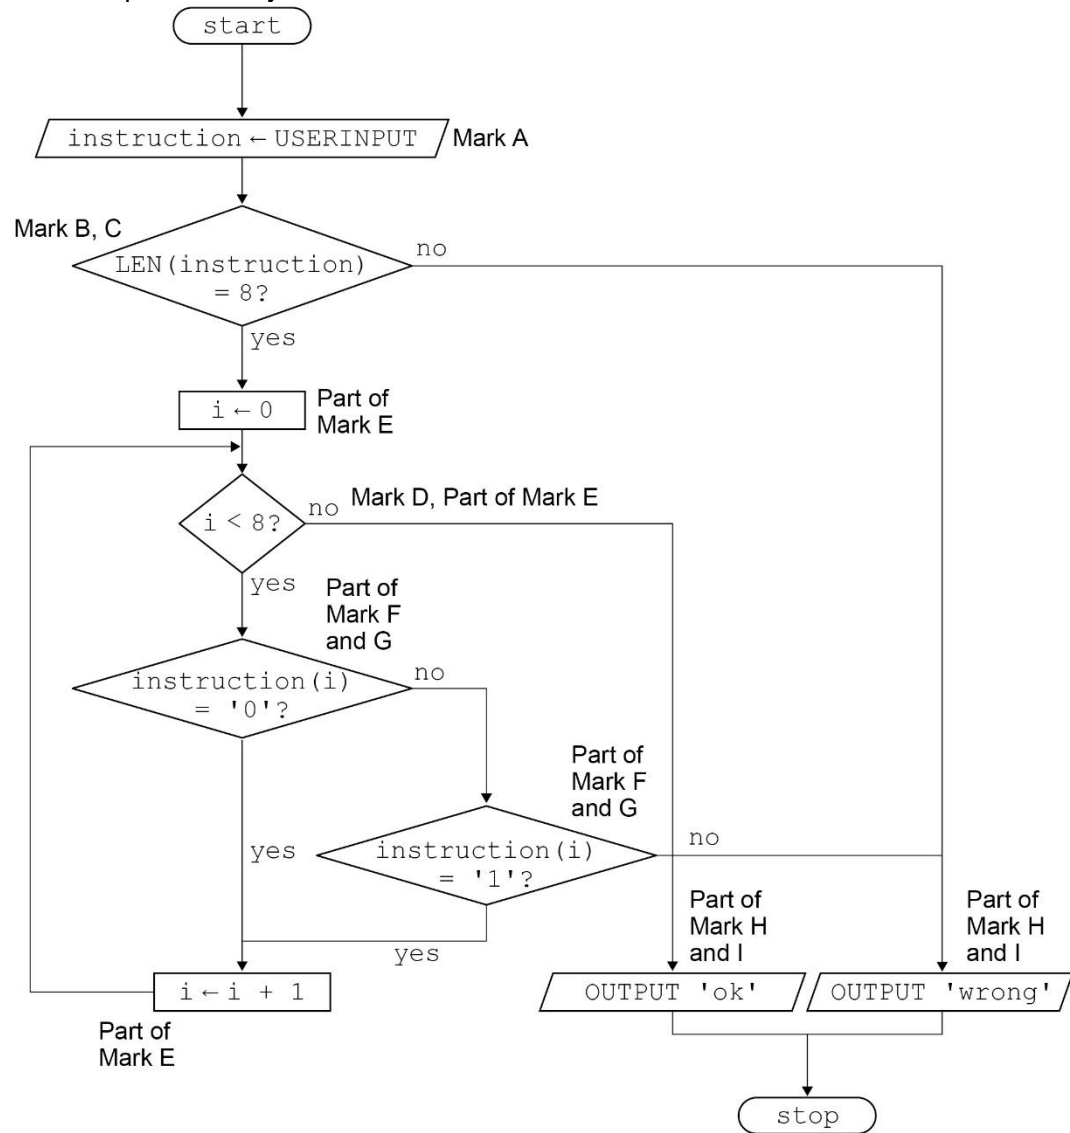 start
instruction ← USERINPUT
Mark A
Mark B, C
LEN(instruction)
= 8?
no
yes
i ← 0
Part of
Mark E
i < 8?
no
Mark D, Part of Mark E
yes
Part of
Mark F
and G
instruction(i)
= '0'?
no
Part of
Mark F
and G
yes
instruction(i)
= '1'?
no
yes
Part of
Mark H
and I
Part of
Mark H
and I
i ← i + 1
Part of
Mark E
OUTPUT 'ok'
OUTPUT 'wrong'
stop